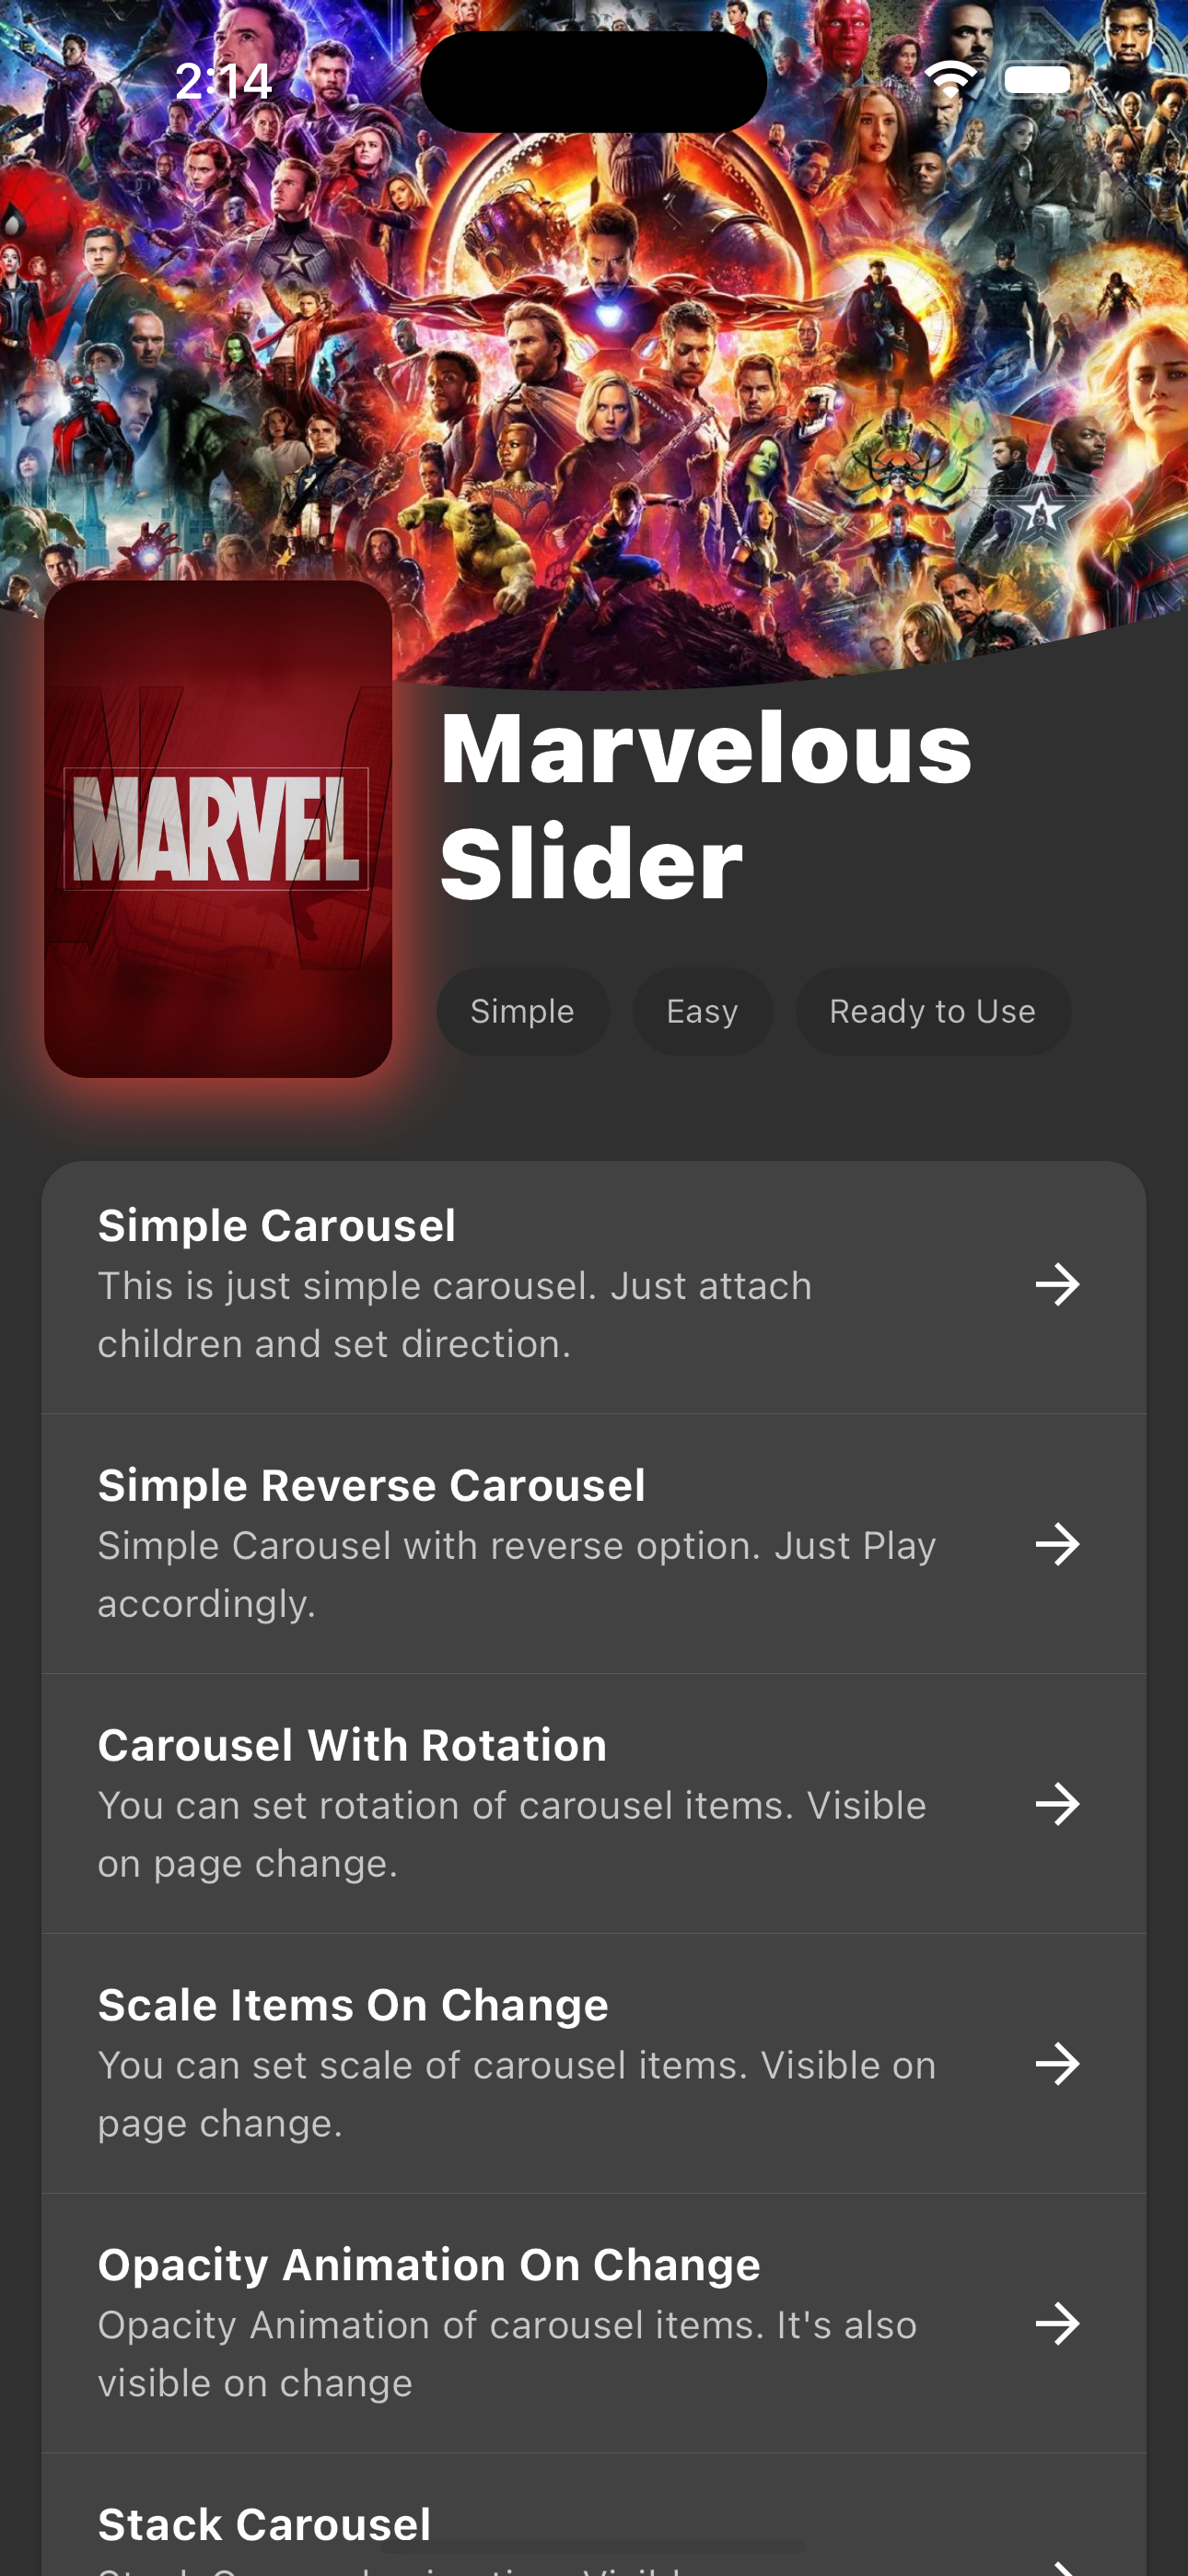 2:14
MARVEL
Marvelous
Slider
Simple
Easy
Ready to Use
Simple Carousel
This is just simple carousel. Just attach
children and set direction.
Simple Reverse Carousel
Simple Carousel with reverse option. Just Play
accordingly.
Carousel With Rotation
You can set rotation of carousel items. Visible
on page change.
Scale Items On Change
You can set scale of carousel items. Visible on
page change.
Opacity Animation On Change
Opacity Animation of carousel items. It's also
visible on change
Stack Carousel